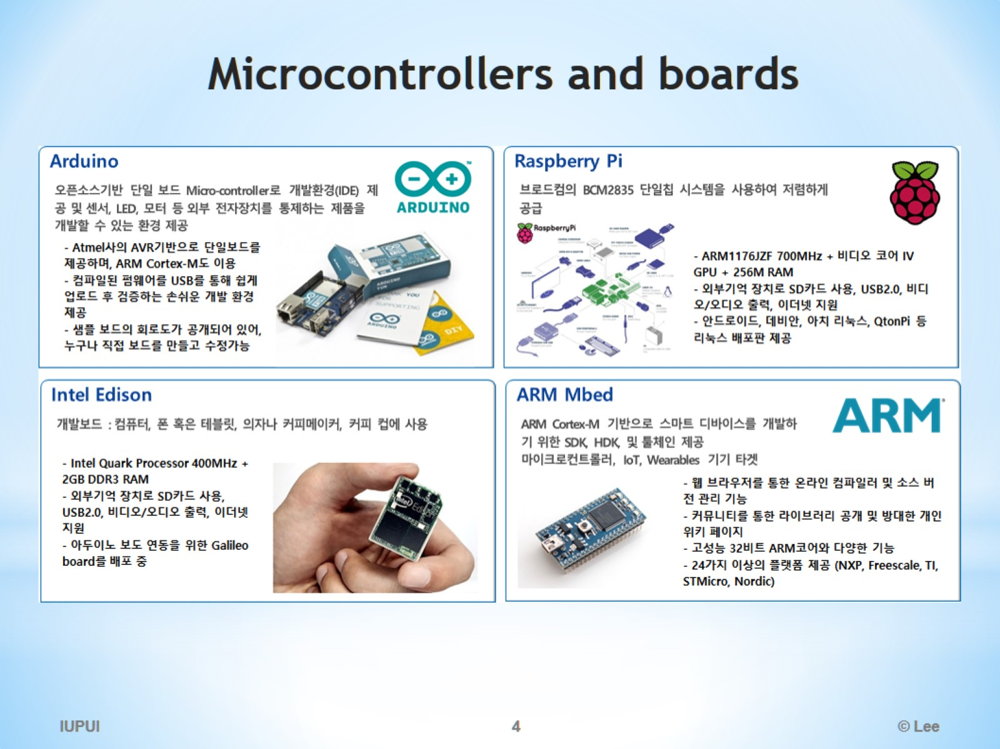 Microcontrollers and boards
Arduino
오픈소스기반 단일 보드 Micro-controller로 개발환경(IDE) 제
공 및 센서, LED, 모터 등 외부 전자장치를 통제하는 제품을
개발할 수 있는 환경 제공
ARDUINO
- Atmel사의 AVR기반으로 단일보드를
제공하며, ARM Cortex-M도 이용
- 컴파일된 펌웨어를 USB를 통해 쉽게
업로드 후 검증하는 손쉬운 개발 환경
제공
- 샘플 보드의 회로도가 공개되어 있어,
누구나 직접 보드를 만들고 수정가능
YOU
FOR
SUPPORTING
ARDUINO
DIY
Raspberry Pi
브로드컴의 BCM2835 단일칩 시스템을 사용하여 저렴하게
공급
RaspberryPi
- ARM1176JZF 700MHz + 비디오 코어 IV
GPU + 256M RAM
- 외부기억 장치로 SD카드 사용, USB2.0, 비디
오/오디오 출력, 이더넷 지원
- 안드로이드, 데비안, 아치 리눅스, QtonPi 등
리눅스 배포판 제공
Intel Edison
개발보드 : 컴퓨터, 폰 혹은 테블릿, 의자나 커피메이커, 커피 컵에 사용
- Intel Quark Processor 400MHz +
2GB DDR3 RAM
- 외부기억 장치로 SD카드 사용,
USB2.0, 비디오/오디오 출력, 이더넷
지원
- 아두이노 보도 연동을 위한 Galileo
board를 배포 중
intel Edison
ARM Mbed
ARM Cortex-M 기반으로 스마트 디바이스를 개발하
기 위한 SDK, HDK, 및 툴체인 제공
마이크로컨트롤러, IoT, Wearables 기기 타겟
ARM
- 웹 브라우저를 통한 온라인 컴파일러 및 소스 버
전 관리 기능
- 커뮤니티를 통한 라이브러리 공개 및 방대한 개인
위키 페이지
- 고성능 32비트 ARM코어와 다양한 기능
- 24가지 이상의 플랫폼 제공 (NXP, Freescale, TI,
STMicro, Nordic)
IUPUI
4
© Lee